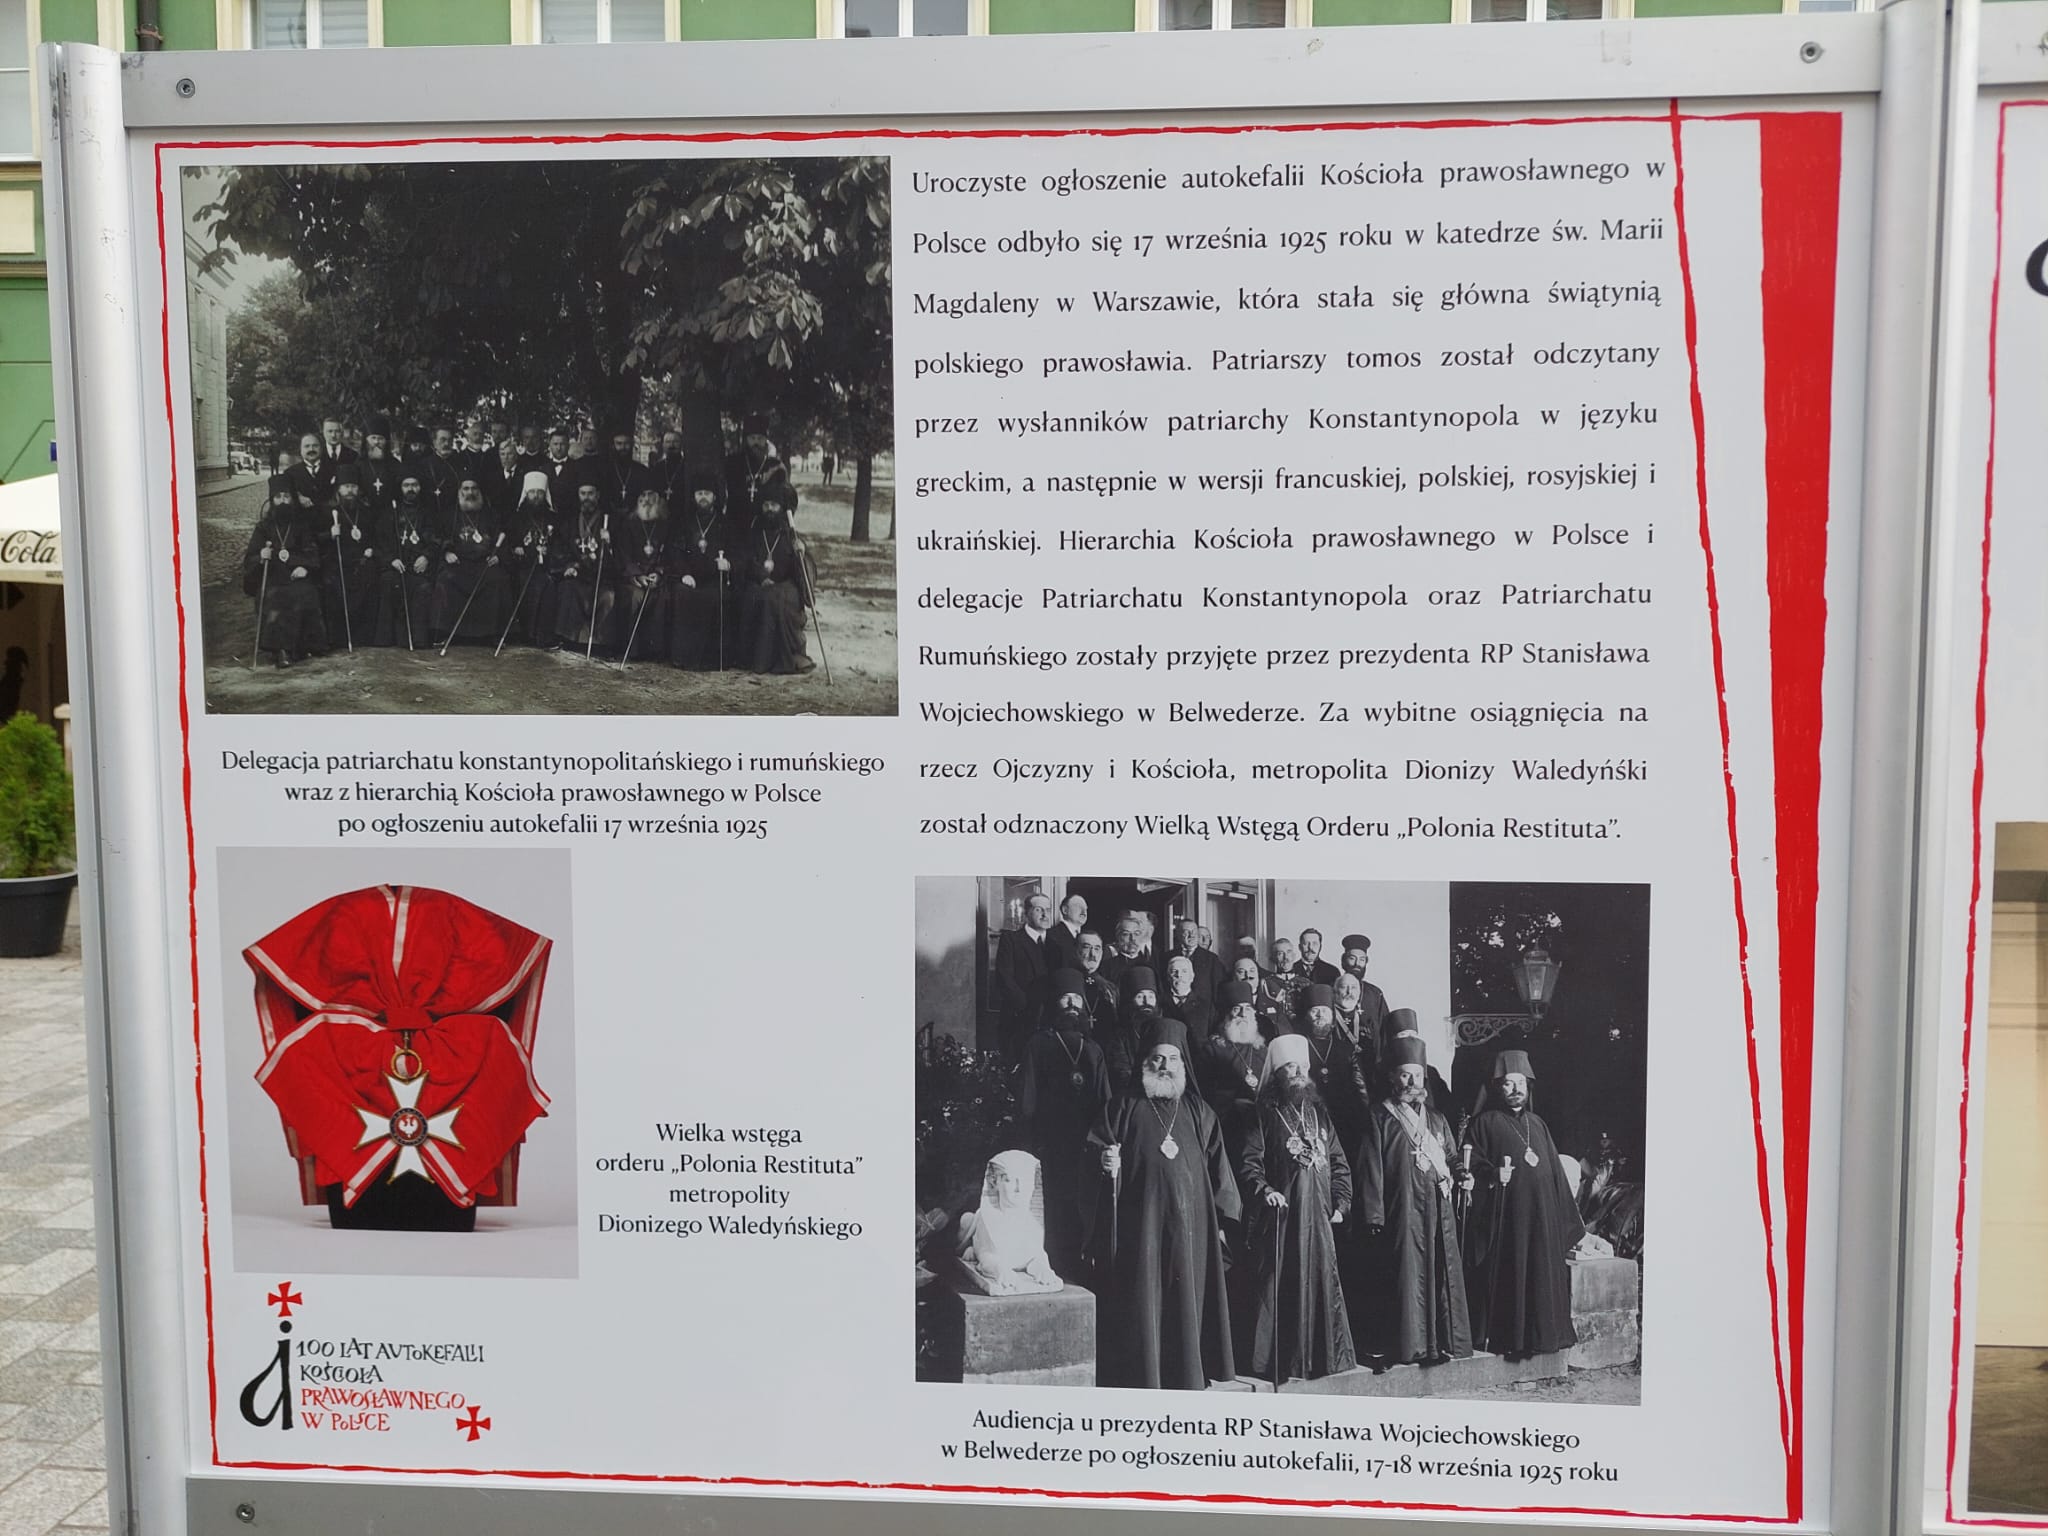 Uroczyste ogłoszenie autokefalii Kościoła prawosławnego w
Polsce odbyło się 17 września 1925 roku w katedrze św. Marii
Magdaleny w Warszawie, która stała się główna świątynią
polskiego prawosławia. Patriarszy tomos został odczytany
przez wysłanników patriarchy Konstantynopola w języku
greckim, a następnie w wersji francuskiej, polskiej, rosyjskiej i
ukraińskiej. Hierarchia Kościoła prawosławnego w Polsce i
delegacje Patriarchatu Konstantynopola oraz Patriarchatu
Rumuńskiego zostały przyjęte przez prezydenta RP Stanisława
Wojciechowskiego w Belwederze. Za wybitne osiągnięcia na
rzecz Ojczyzny i Kościoła, metropolita Dionizy Waledyńśki
został odznaczony Wielką Wstęgą Orderu „Polonia Restituta”.
Delegacja patriarchatu konstantynopolitańskiego i rumuńskiego
wraz z hierarchią Kościoła prawosławnego w Polsce
po ogłoszeniu autokefalii 17 września 1925
Wielka wstęga
orderu „Polonia Restituta”
metropolity
Dionizego Waledyńskiego
100 LAT AUTOKEFALII
KOŚCIOŁA
PRAWOSŁAWNEGO
W POLSCE
Audiencja u prezydenta RP Stanisława Wojciechowskiego
w Belwederze po ogłoszeniu autokefalii, 17-18 września 1925 roku
Cola